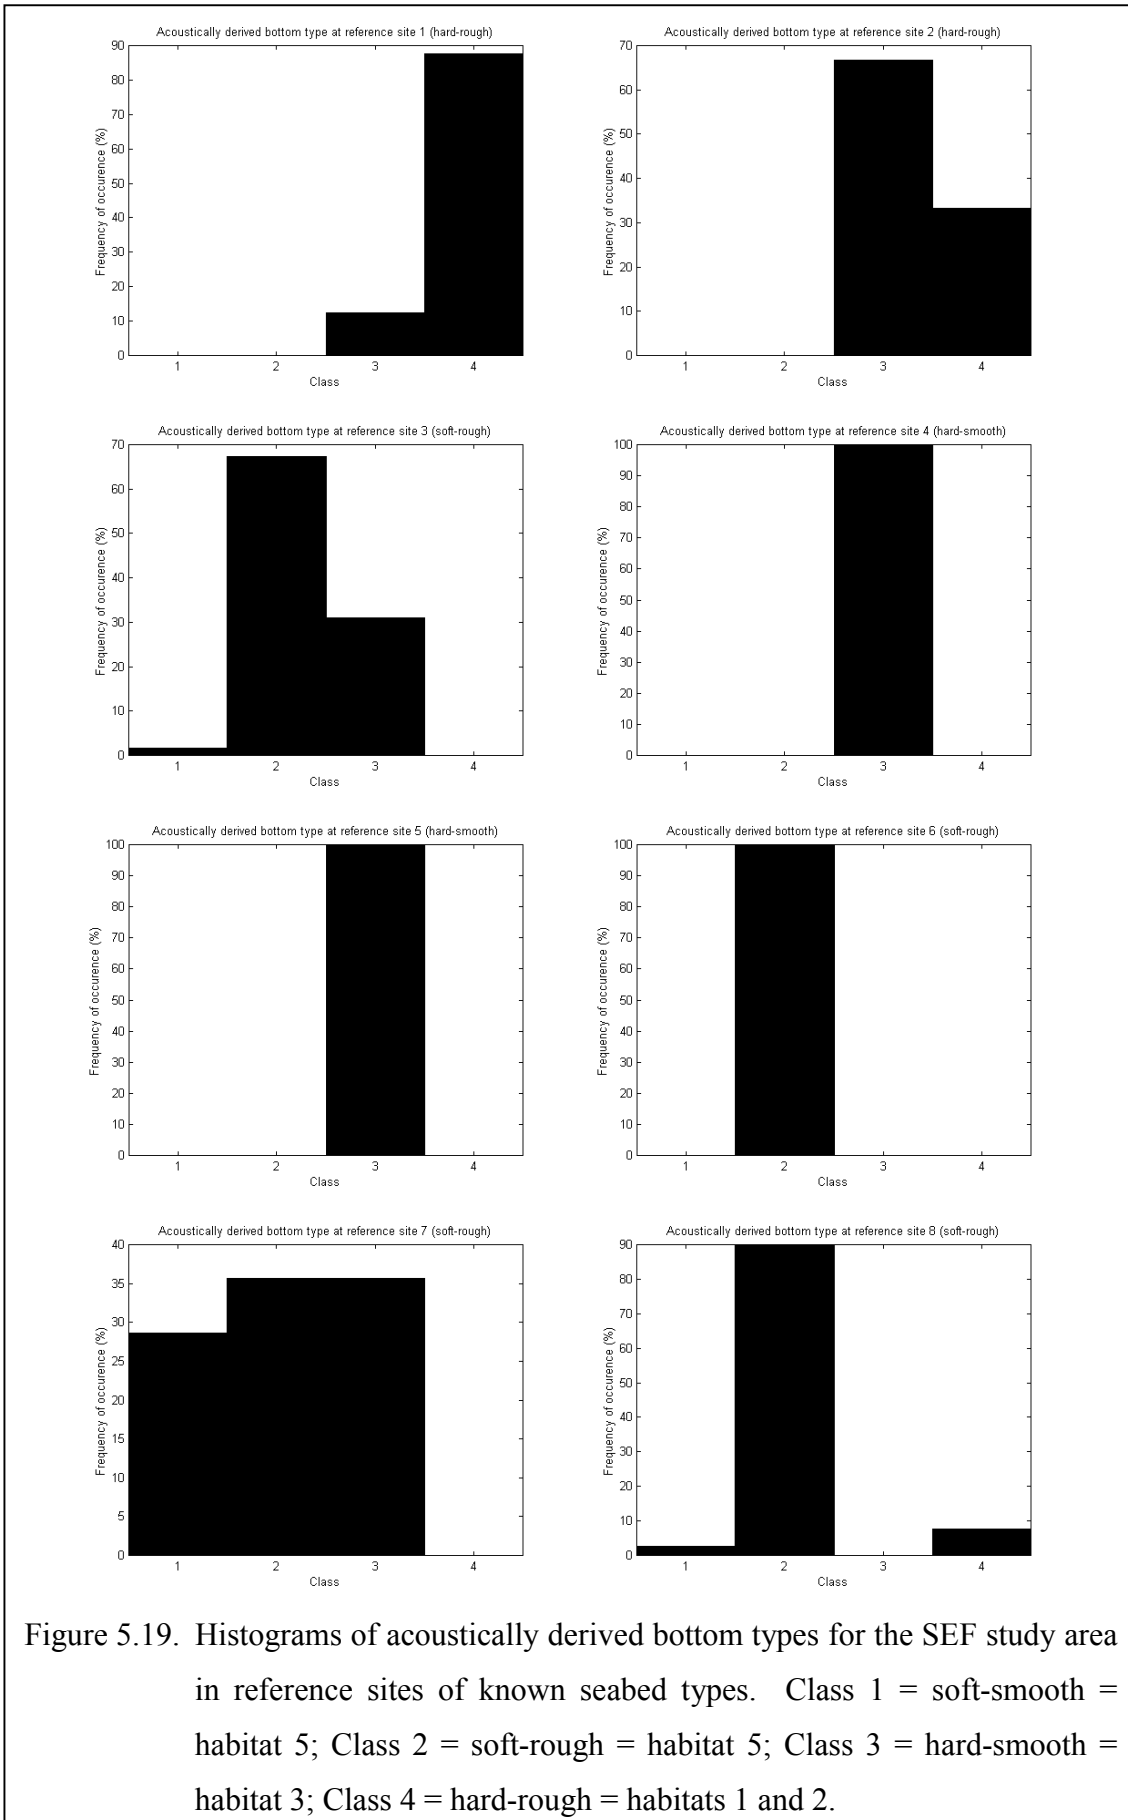 Acoustically derived bottom type at reference site 1 (hard-rough)
90
80
70
60
50
40
30
20
10
0
Frequency of occurence (%)
1 2 3 4
Class
Acoustically derived bottom type at reference site 2 (hard-rough)
70
60
50
40
30
20
10
0
Frequency of occurence (%)
1 2 3 4
Class
Acoustically derived bottom type at reference site 3 (soft-rough)
70
60
50
40
30
20
10
0
Frequency of occurence (%)
1 2 3 4
Class
Acoustically derived bottom type at reference site 4 (hard-smooth)
100
90
80
70
60
50
40
30
20
10
0
Frequency of occurence (%)
1 2 3 4
Class
Acoustically derived bottom type at reference site 5 (hard-smooth)
100
90
80
70
60
50
40
30
20
10
0
Frequency of occurence (%)
1 2 3 4
Class
Acoustically derived bottom type at reference site 6 (soft-rough)
100
90
80
70
60
50
40
30
20
10
0
Frequency of occurence (%)
1 2 3 4
Class
Acoustically derived bottom type at reference site 7 (soft-rough)
40
35
30
25
20
15
10
5
0
Frequency of occurence (%)
1 2 3 4
Class
Acoustically derived bottom type at reference site 8 (soft-rough)
90
80
70
60
50
40
30
20
10
0
Frequency of occurence (%)
1 2 3 4
Class
Figure 5.19. Histograms of acoustically derived bottom types for the SEF study area
in reference sites of known seabed types. Class 1 = soft-smooth =
habitat 5; Class 2 = soft-rough = habitat 5; Class 3 = hard-smooth =
habitat 3; Class 4 = hard-rough = habitats 1 and 2.